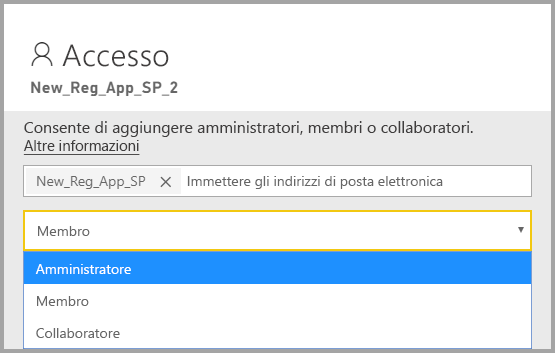 Accesso
New_Reg_App_SP_2
Consente di aggiungere amministratori, membri o collaboratori.
Altre informazioni
New_Reg_App_SP Immettere gli indirizzi di posta elettronica
Membro
Amministratore
Membro
Collaboratore